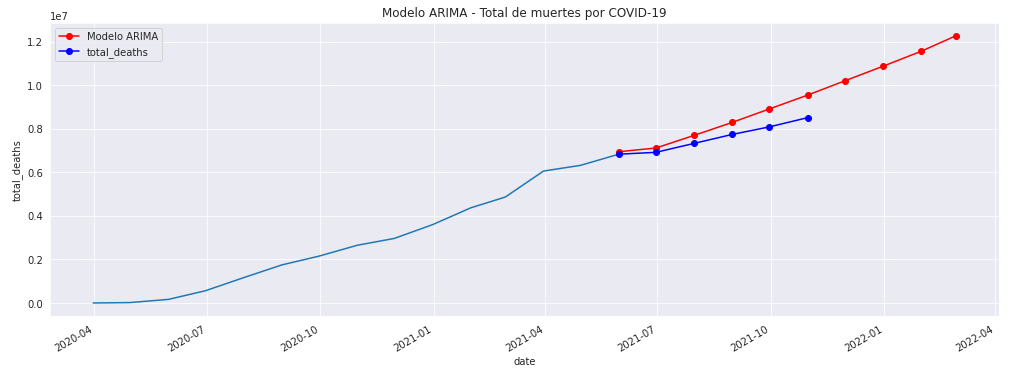 Modelo ARIMA - Total de muertes por COVID-19
1e7
Modelo ARIMA
total_deaths
1.2
1.0
0.8
0.6
0.4
0.2
0.0
total_deaths
2020-04
2020-07
2020-10
2021-01
2021-04
2021-07
2021-10
2022-01
2022-04
date